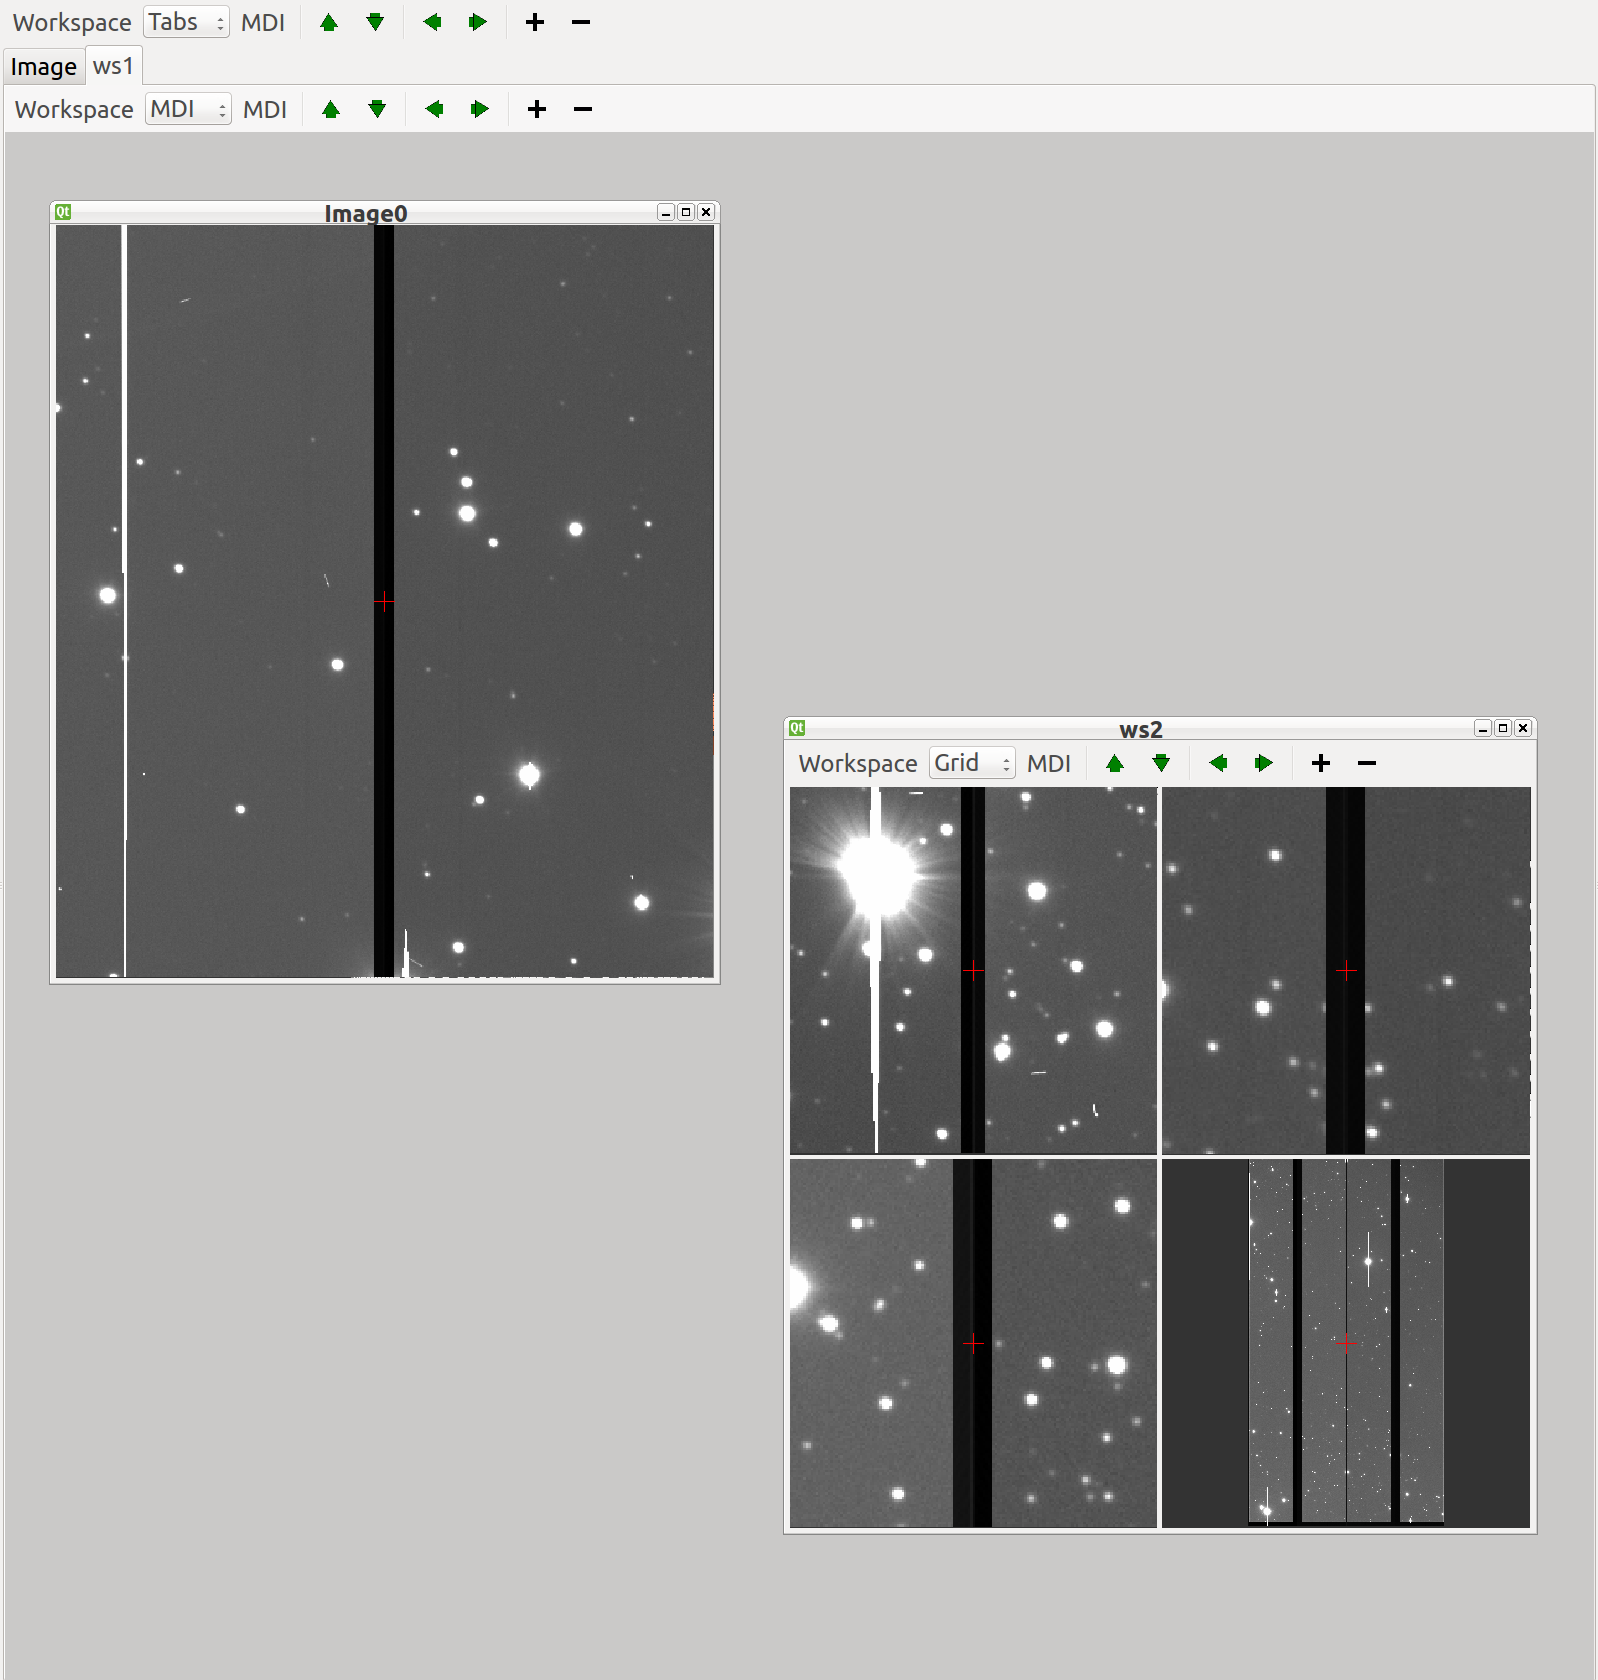 Workspace Tabs MDI
Image ws1
Workspace MDI MDI
Qt Image0
Qt ws2
Workspace Grid MDI